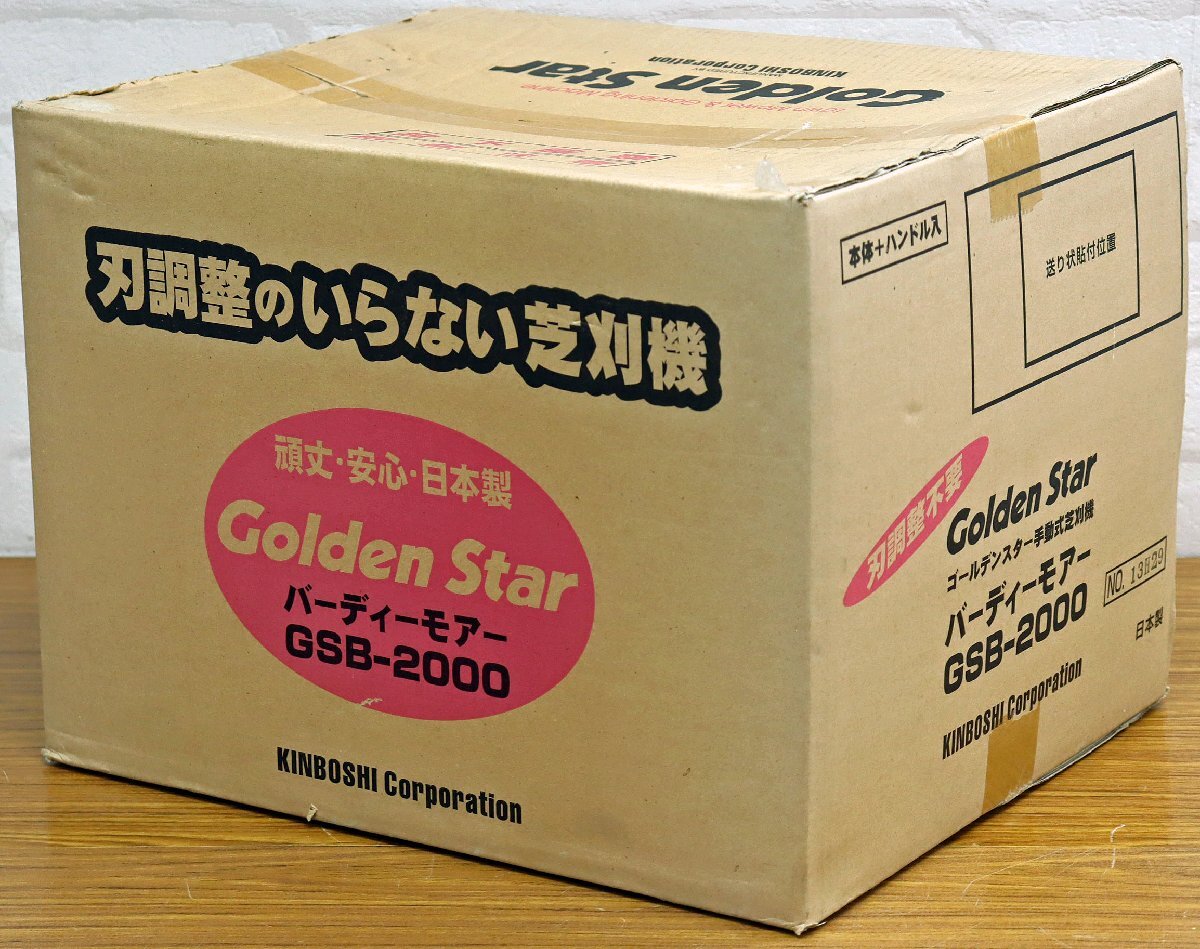 Golden Star
MANUFACTURED BY
KINBOSHI Corporation
刃調整のいらない芝刈機
頑丈・安心・日本製
Golden Star
バーディーモアー
GSB-2000
KINBOSHI Corporation
本体+ハンドル入
送り状貼付位置
刃調整不要
Golden Star
ゴールデンスター手動式芝刈機
バーディーモアー
GSB-2000
NO. 13H29
日本製
KINBOSHI Corporation